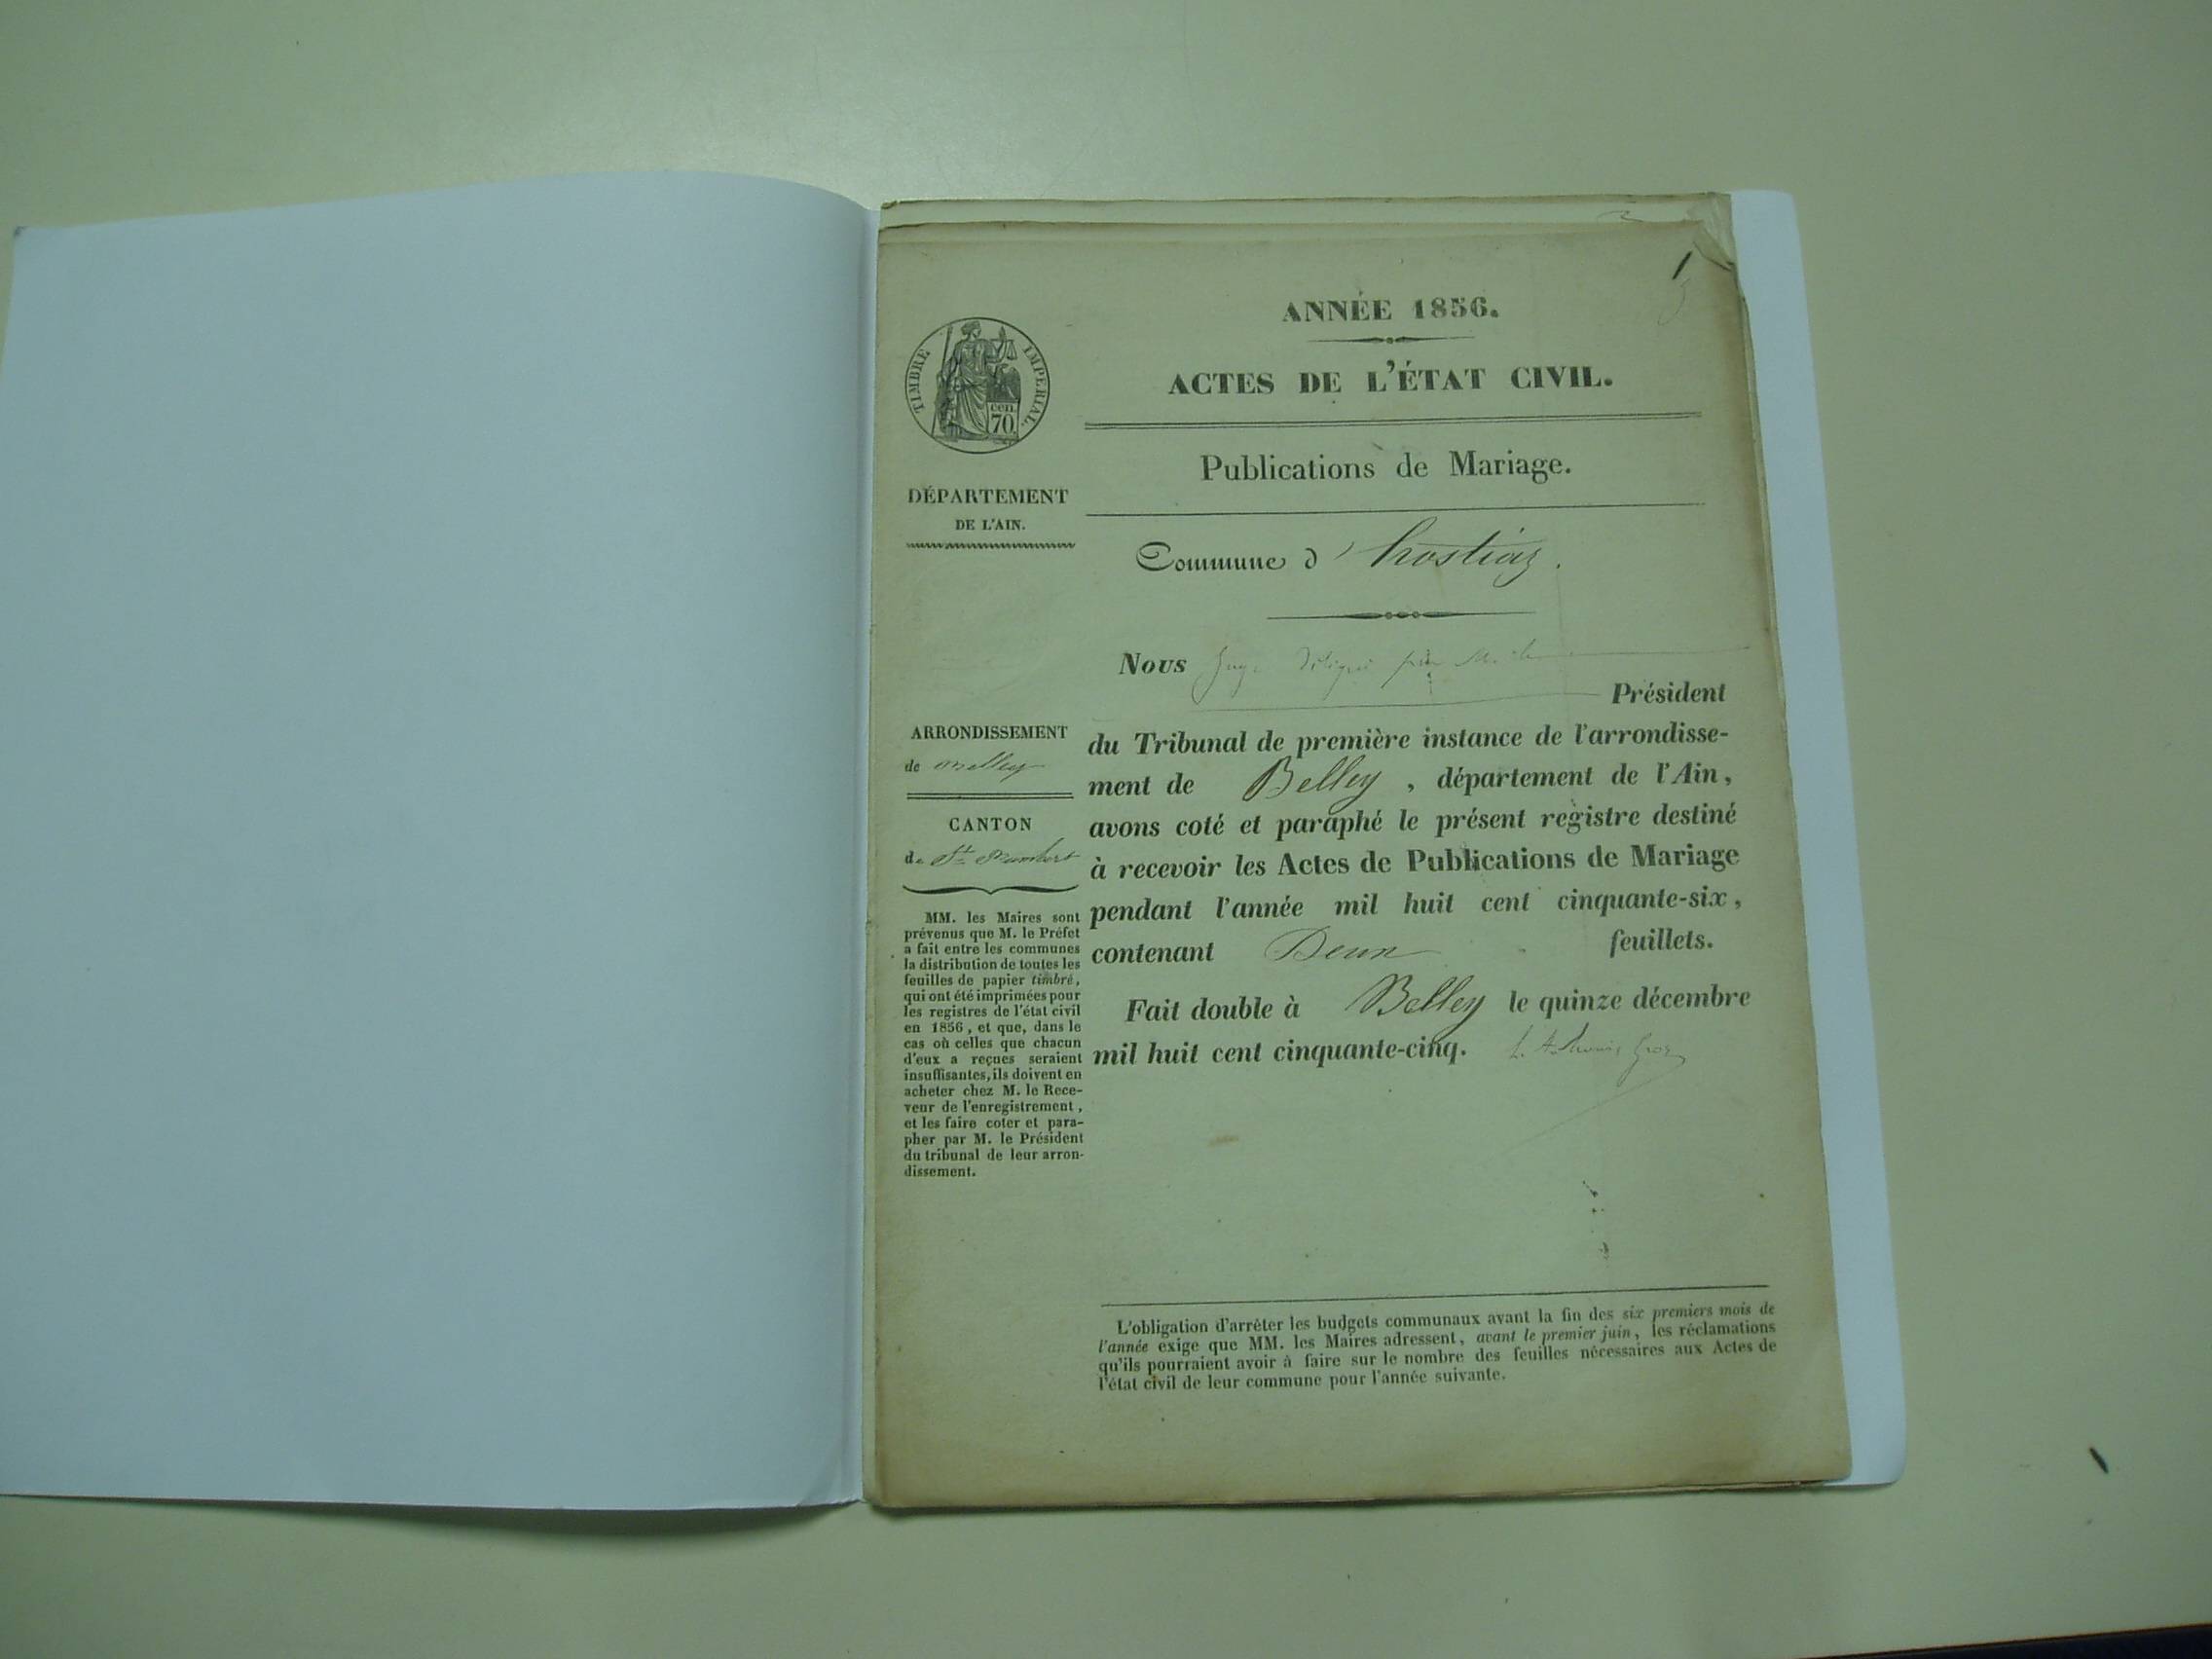 1
ANNÉE 1856.
ACTES DE L'ÉTAT CIVIL.
TIMBRE IMPERIAL.
cen.
70
Publications de Mariage.
DÉPARTEMENT
DE L'AIN.
Commune d'hostiaz.
Nous Juge délégué par M. le
Président
du Tribunal de première instance de l'arrondisse-
ment de Belley, département de l'Ain,
avons coté et paraphé le présent registre destiné
à recevoir les Actes de Publications de Mariage
pendant l'année mil huit cent cinquante-six,
contenant Deux feuillets.
Fait double à Belley le quinze décembre
mil huit cent cinquante-cinq.
ARRONDISSEMENT
de Belley
CANTON
de St Rambert
MM. les Maires sont
prévenus que M. le Préfet
a fait entre les communes
la distribution de toutes les
feuilles de papier timbré,
qui ont été imprimées pour
les registres de l'état civil
en 1856, et que, dans le
cas où celles que chacun
d'eux a reçues seraient
insuffisantes, ils doivent en
acheter chez M. le Rece-
veur de l'enregistrement,
et les faire coter et para-
pher par M. le Président
du tribunal de leur arron-
dissement.
L'obligation d'arrêter les budgets communaux avant la fin des six premiers mois de
l'année exige que MM. les Maires adressent, avant le premier juin, les réclamations
qu'ils pourraient avoir à faire sur le nombre des feuilles nécessaires aux Actes de
l'état civil de leur commune pour l'année suivante.